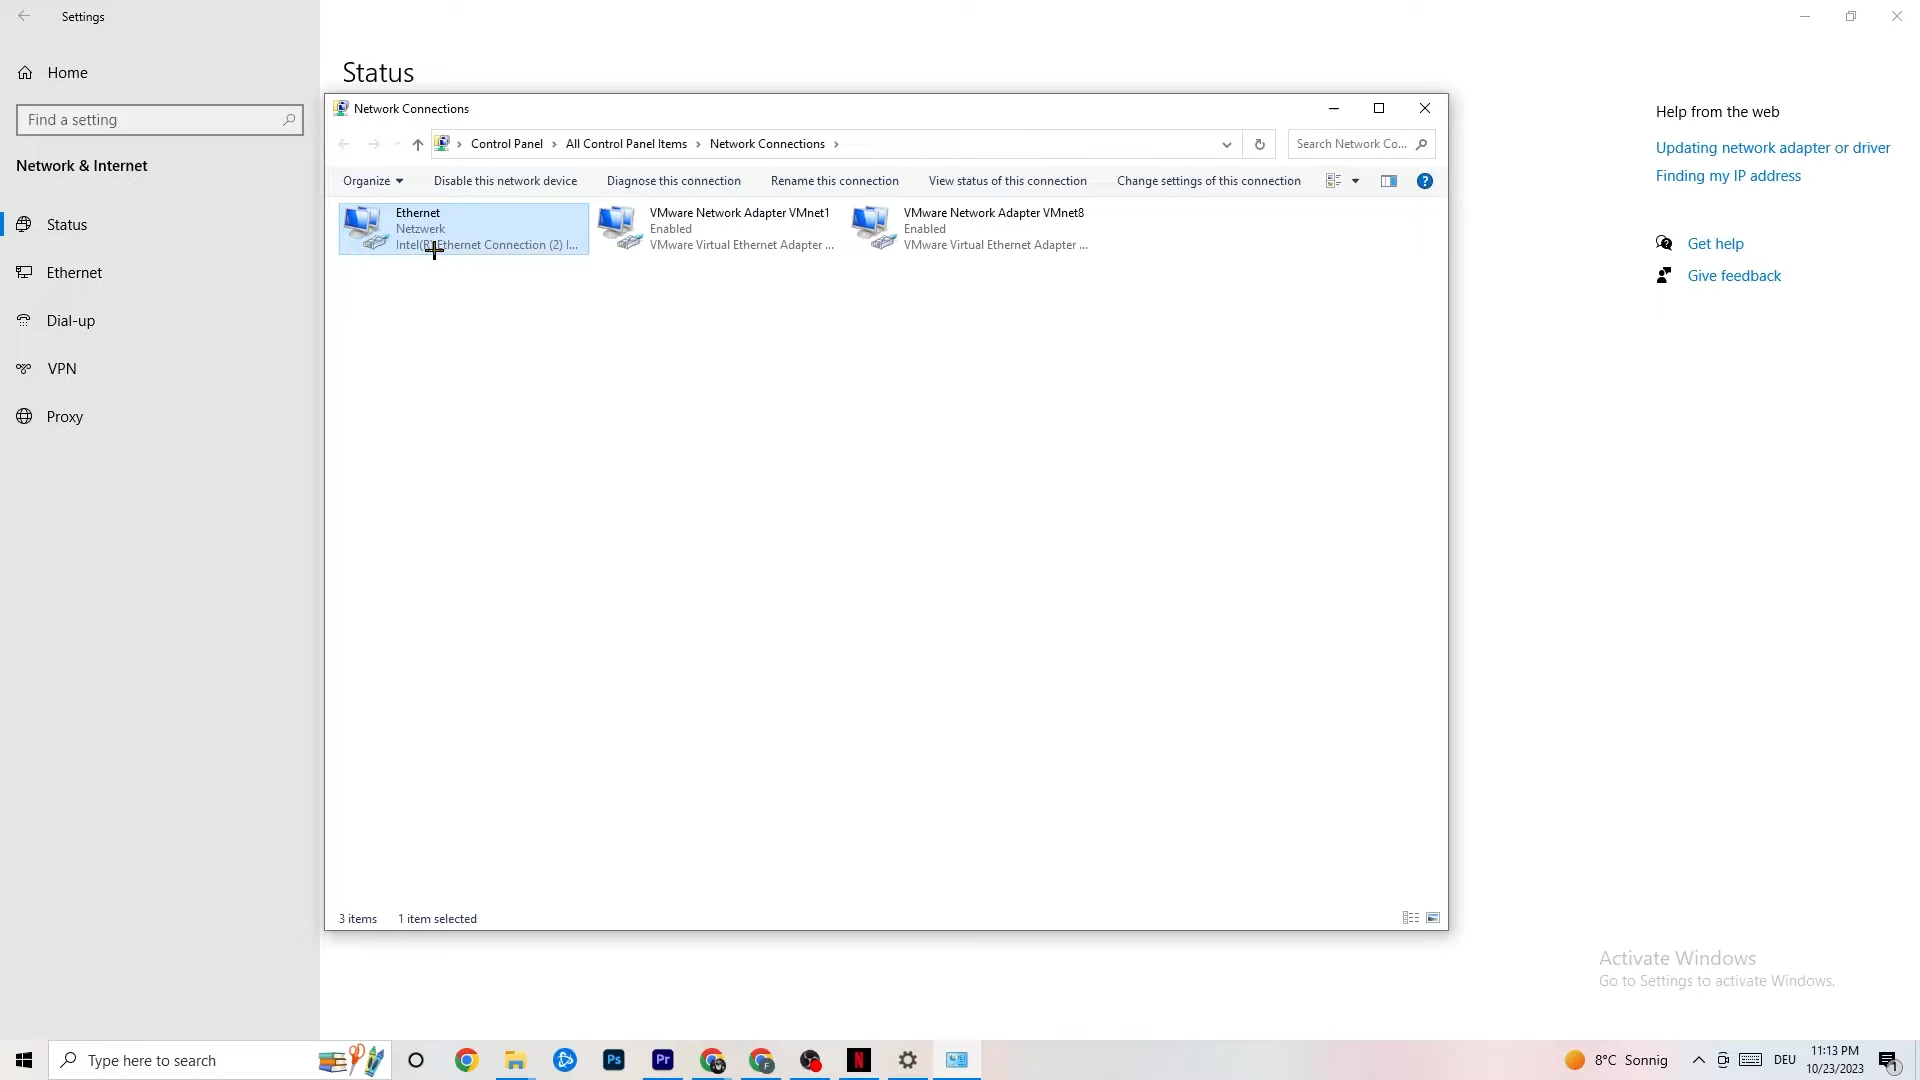 Settings
Home
Find a setting
Network & Internet
Status
Ethernet
Dial-up
VPN
Proxy
Status
Network Connections
Control Panel
All Control Panel Items
Network Connections
Search Network Co...
Organize
Disable this network device
Diagnose this connection
Rename this connection
View status of this connection
Change settings of this connection
Ethernet
Netzwerk
Intel(R) Ethernet Connection (2) I...
VMware Network Adapter VMnet1
Enabled
VMware Virtual Ethernet Adapter ...
VMware Network Adapter VMnet8
Enabled
VMware Virtual Ethernet Adapter ...
3 items
1 item selected
Help from the web
Updating network adapter or driver
Finding my IP address
Get help
Give feedback
Activate Windows
Go to Settings to activate Windows.
Type here to search
Ps
Pr
F
N
8°C Sonnig
DEU
11:13 PM
10/23/2023
1